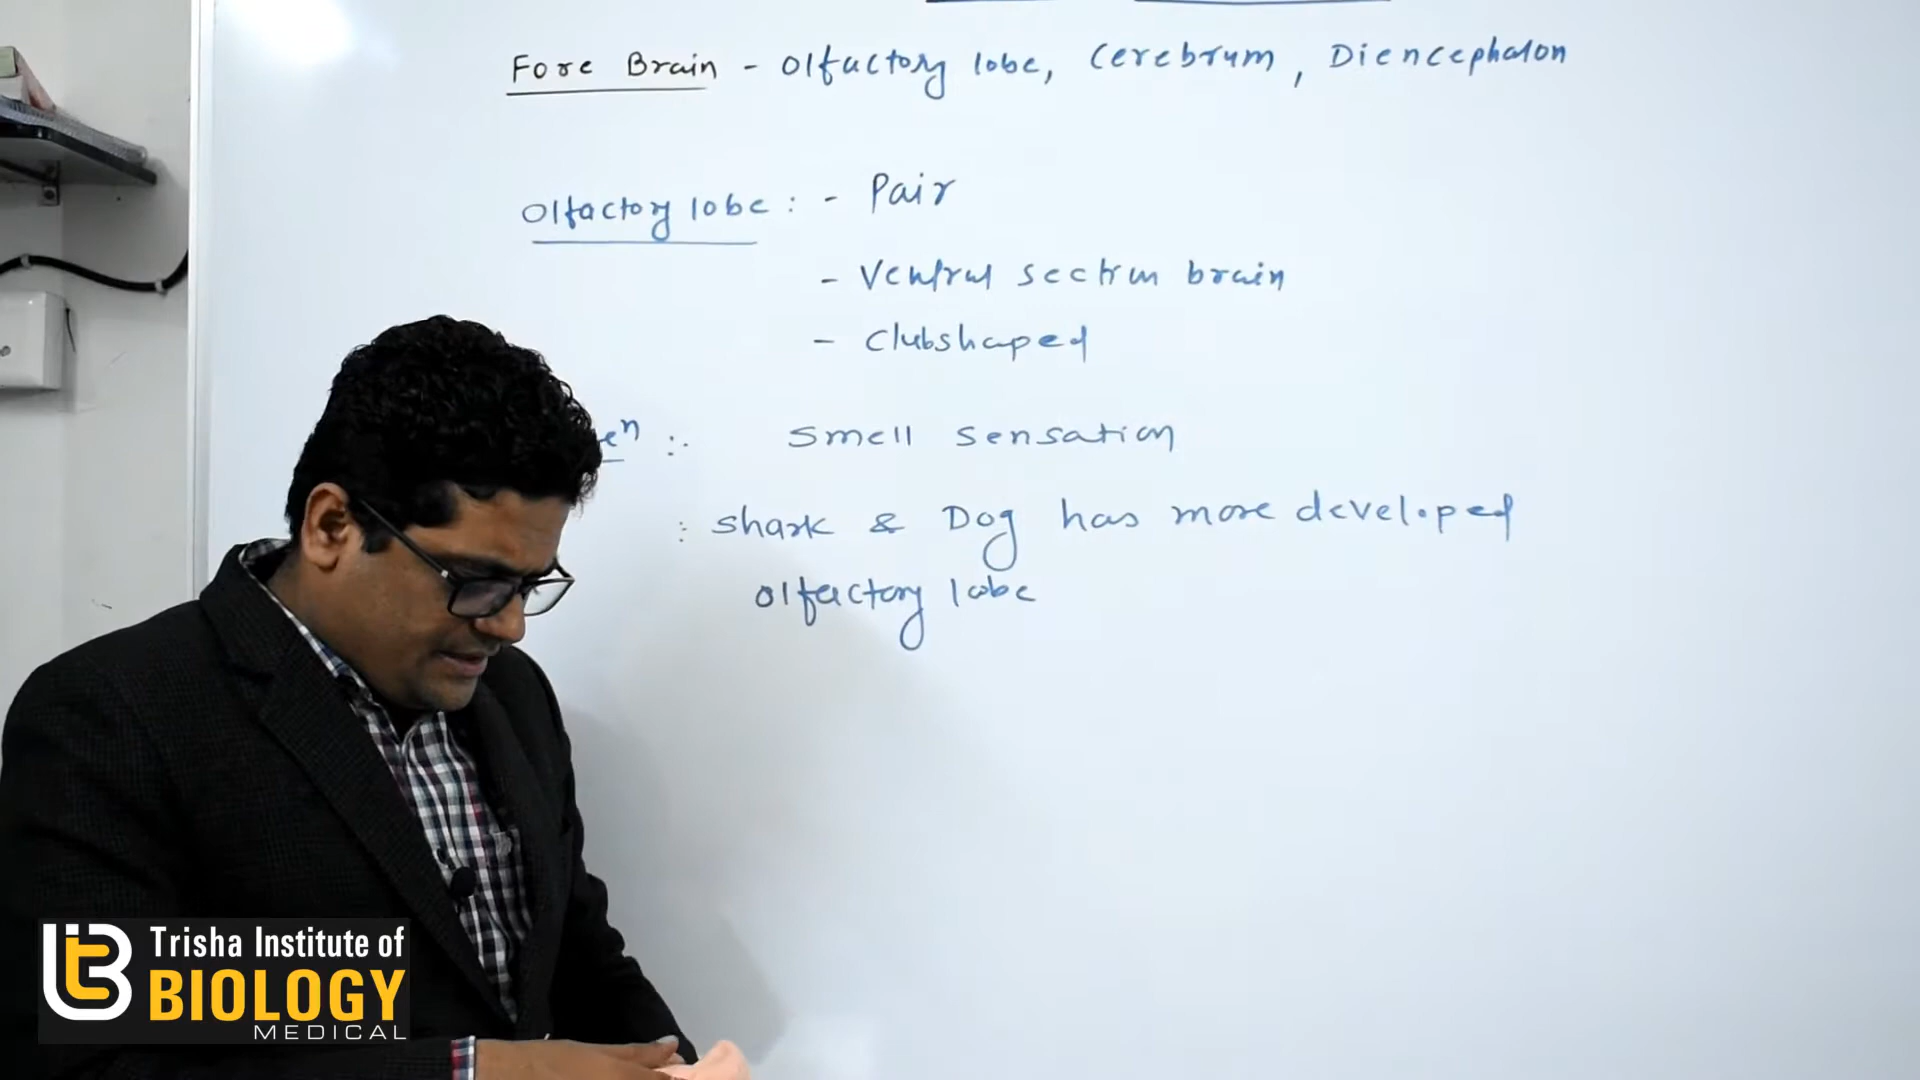 Fore Brain - Olfactory lobe, Cerebrum, Diencephalon
Olfactory lobe : - Pair
- Ventral section brain
- Clubshaped
:. Smell Sensation
: Shark & Dog has more developed
olfactory lobe
Trisha Institute of
BIOLOGY
MEDICAL